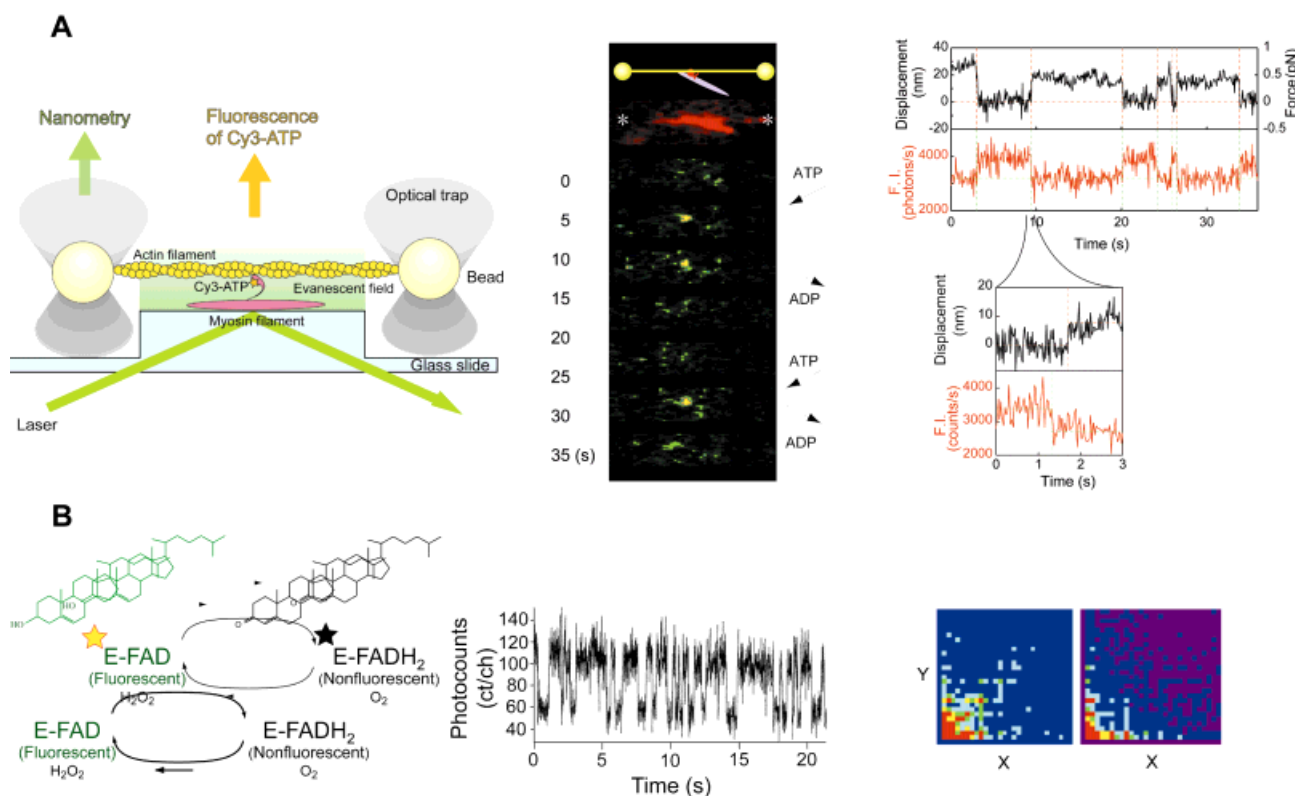 A
Nanometry
Fluorescence
of Cy3-ATP
Optical trap
Actin filament
Cy3-ATP
Evanescent field
Bead
Myosin filament
Glass slide
Laser
*
*
0
5
10
15
20
25
30
35 (s)
ATP
ADP
ATP
ADP
Displacement
(nm)
40
20
0
-20
1
0.5
0
-0.5
Force(pN)
F. I.
(photons/s)
4000
2000
0
10
20
30
Time (s)
Displacement
(nm)
20
10
0
F.I.
(counts/s)
4000
3000
2000
0
1
2
3
Time (s)
B
HO
HO
O
O
E-FAD
(Fluorescent)
H2O2
E-FADH2
(Nonfluorescent)
O2
E-FAD
(Fluorescent)
H2O2
E-FADH2
(Nonfluorescent)
O2
Photocounts
(ct/ch)
140
120
100
80
60
40
0
5
10
15
20
Time (s)
Y
X
X